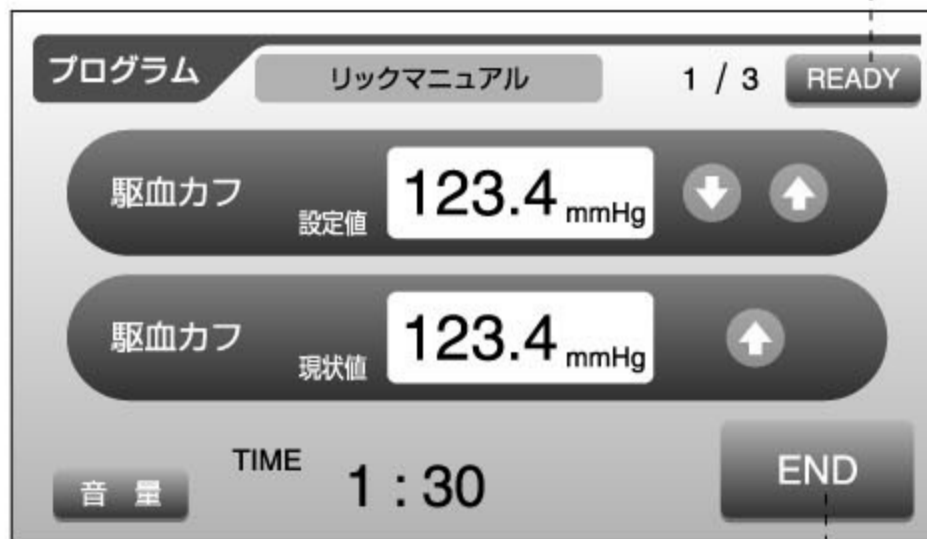 プログラム リックマニュアル 1 / 3 READY
駆血カフ 設定値 123.4 mmHg
駆血カフ 現状値 123.4 mmHg
音 量 TIME 1 : 30 END